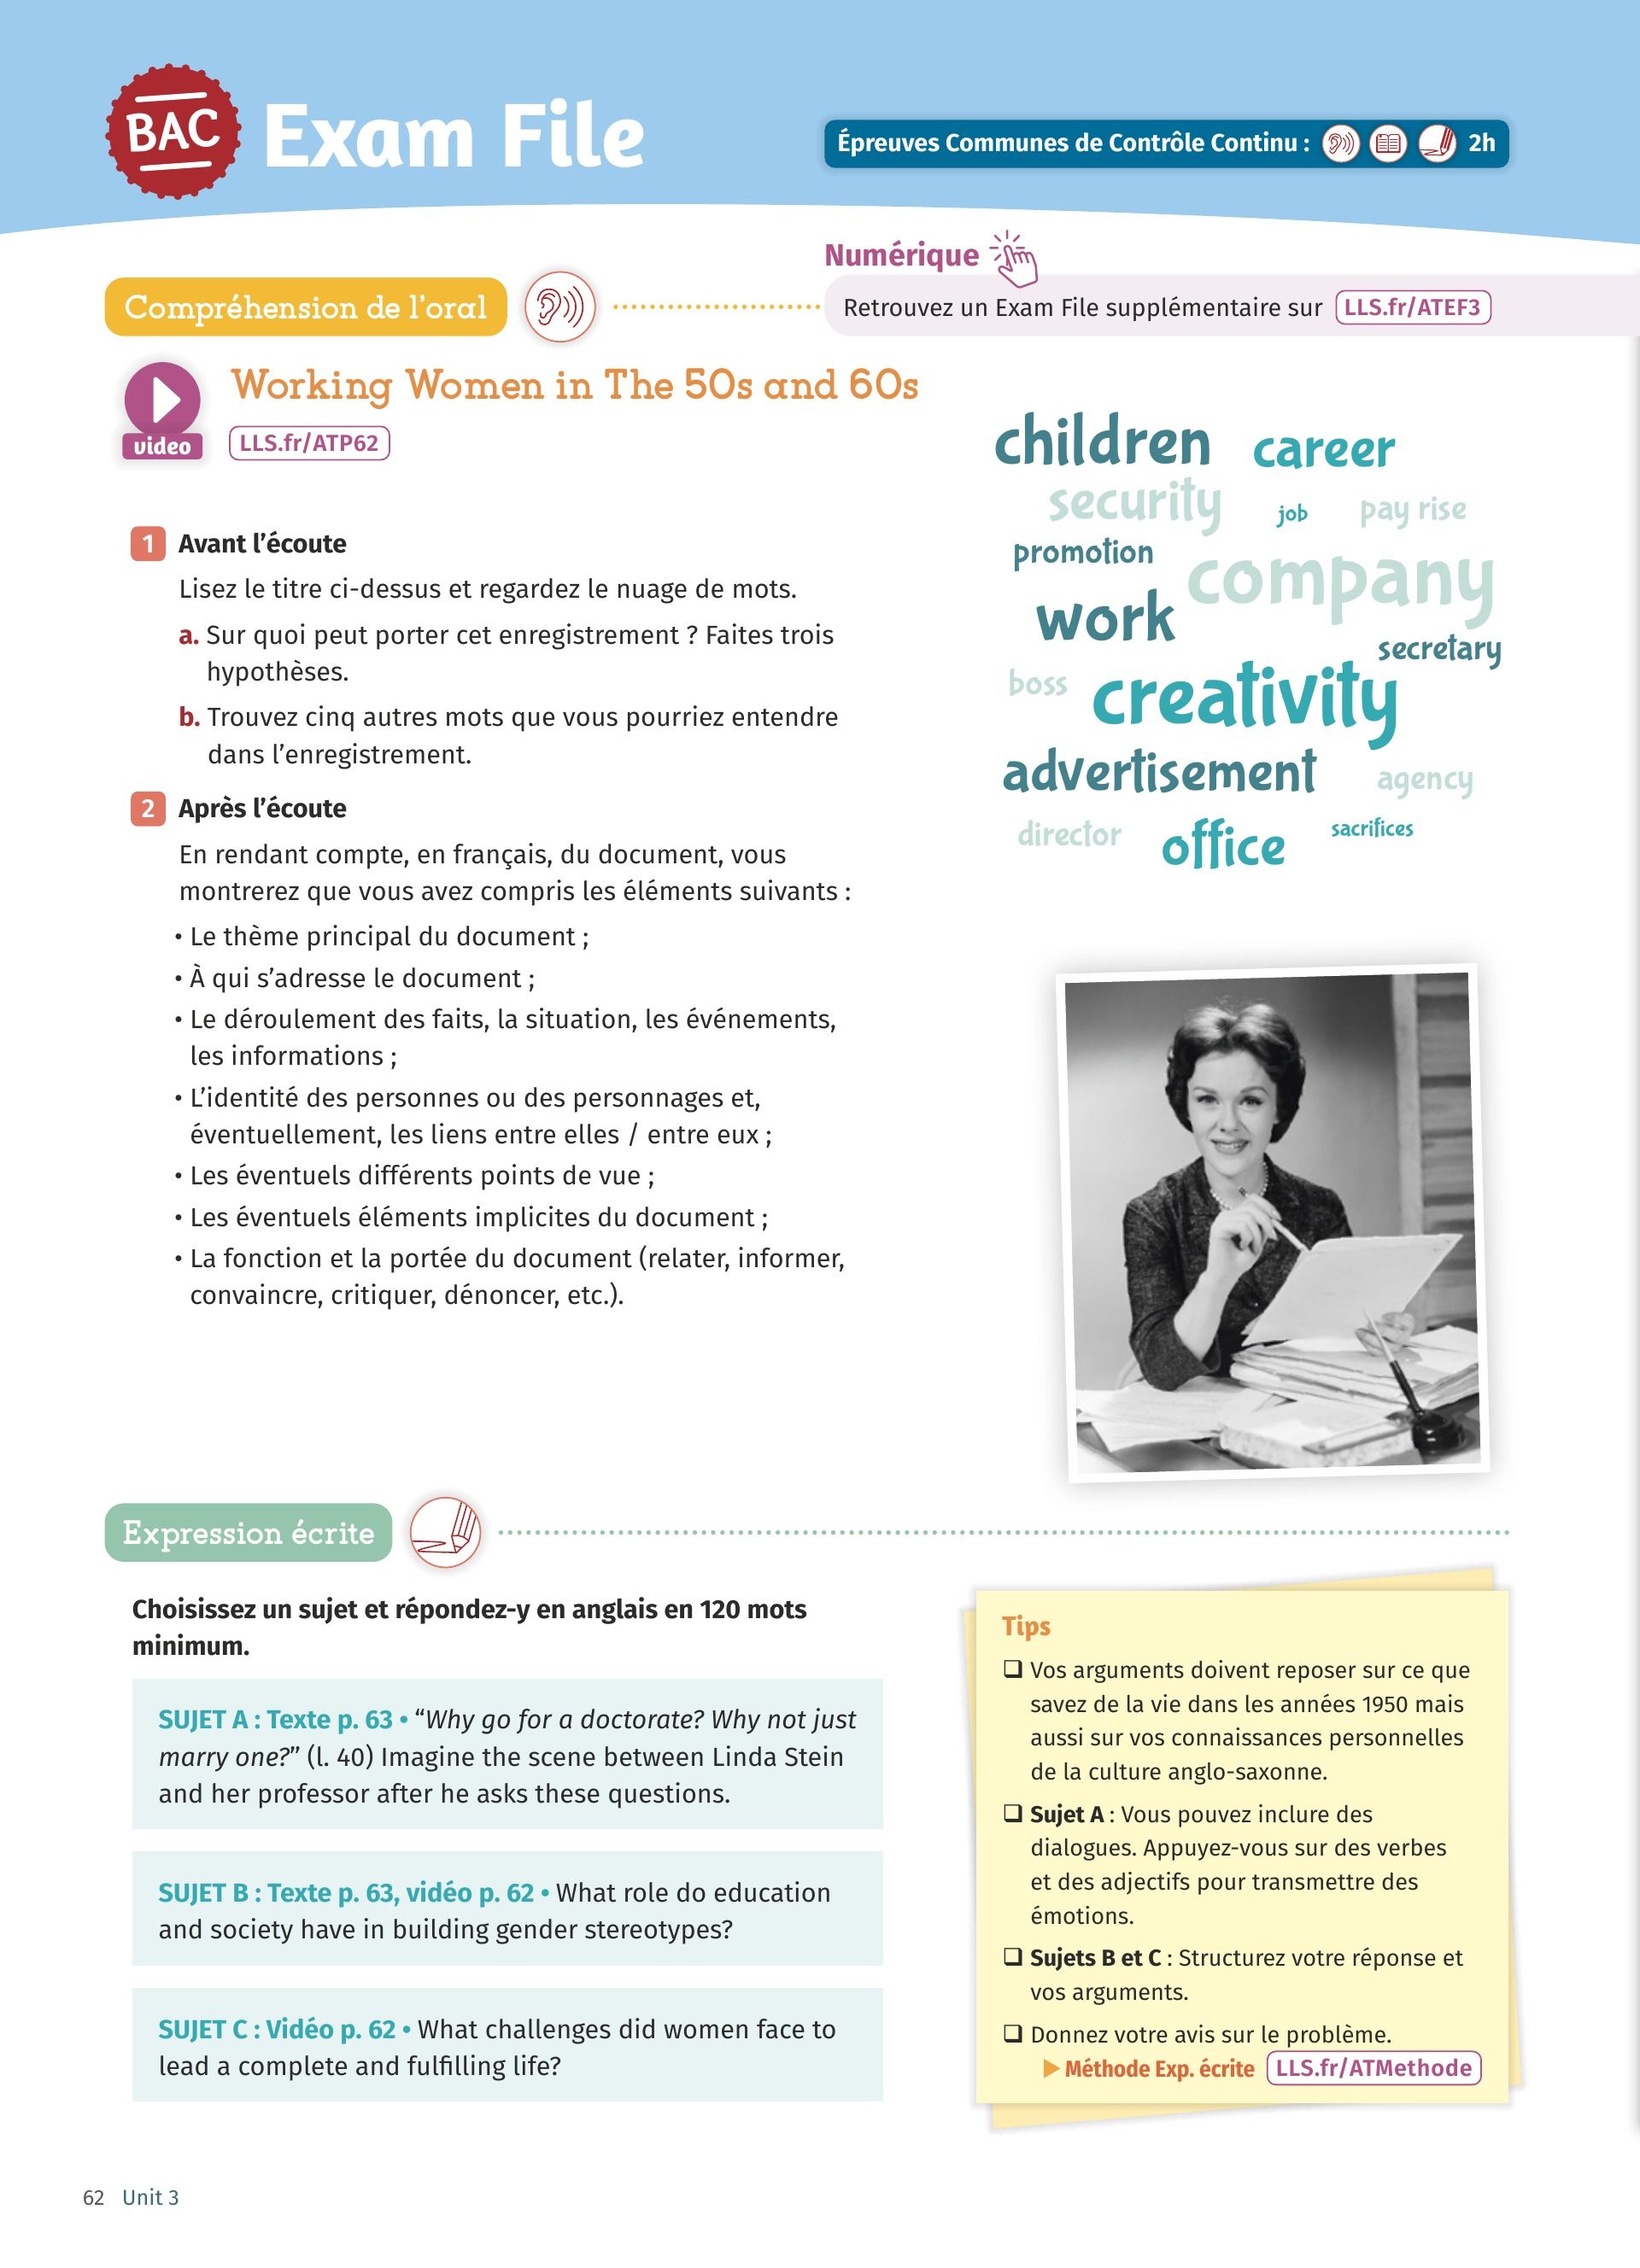 BAC
Exam File
Épreuves Communes de Contrôle Continu : 2h
Numérique
Compréhension de l'oral
Retrouvez un Exam File supplémentaire sur LLS.fr/ATEF3
Working Women in The 50s and 60s
video
LLS.fr/ATP62
children career
security job pay rise
promotion company
work
secretary
boss creativity
advertisement agency
director office sacrifices
1 Avant l'écoute
Lisez le titre ci-dessus et regardez le nuage de mots.
a. Sur quoi peut porter cet enregistrement ? Faites trois
hypothèses.
b. Trouvez cinq autres mots que vous pourriez entendre
dans l'enregistrement.
2 Après l'écoute
En rendant compte, en français, du document, vous
montrerez que vous avez compris les éléments suivants :
• Le thème principal du document ;
• À qui s'adresse le document ;
• Le déroulement des faits, la situation, les événements,
les informations ;
• L'identité des personnes ou des personnages et,
éventuellement, les liens entre elles / entre eux ;
• Les éventuels différents points de vue ;
• Les éventuels éléments implicites du document ;
• La fonction et la portée du document (relater, informer,
convaincre, critiquer, dénoncer, etc.).
Expression écrite
Choisissez un sujet et répondez-y en anglais en 120 mots
minimum.
SUJET A : Texte p. 63 • “Why go for a doctorate? Why not just
marry one?” (l. 40) Imagine the scene between Linda Stein
and her professor after he asks these questions.
SUJET B : Texte p. 63, vidéo p. 62 • What role do education
and society have in building gender stereotypes?
SUJET C : Vidéo p. 62 • What challenges did women face to
lead a complete and fulfilling life?
Tips
❑ Vos arguments doivent reposer sur ce que
savez de la vie dans les années 1950 mais
aussi sur vos connaissances personnelles
de la culture anglo-saxonne.
❑ Sujet A : Vous pouvez inclure des
dialogues. Appuyez-vous sur des verbes
et des adjectifs pour transmettre des
émotions.
❑ Sujets B et C : Structurez votre réponse et
vos arguments.
❑ Donnez votre avis sur le problème.
▶ Méthode Exp. écrite LLS.fr/ATMethode
62 Unit 3